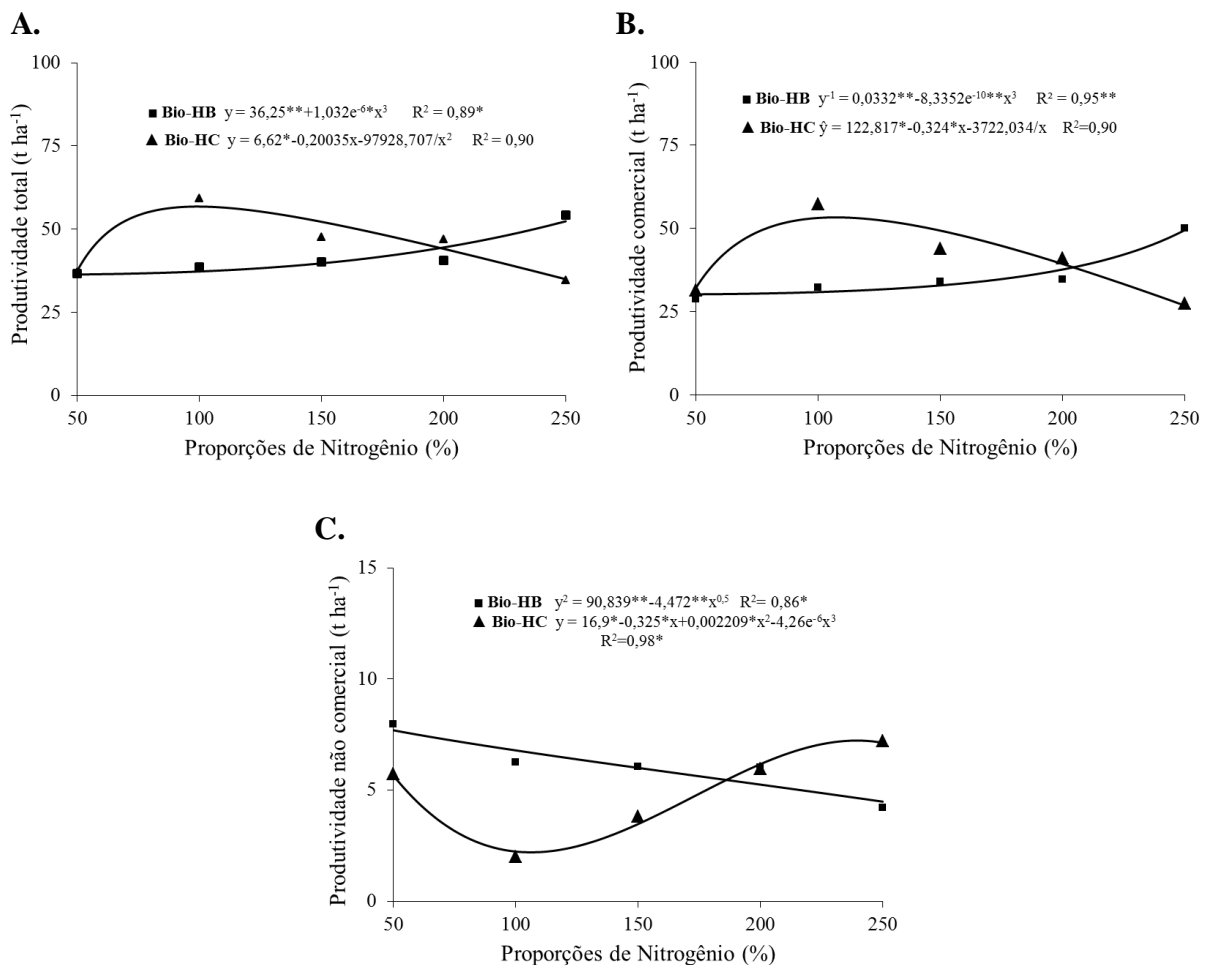 A.
Produtividade total (t ha⁻¹)
100
75
50
25
0
■ Bio-HB y = 36,25**+1,032e⁻⁶*x³ R² = 0,89*
▲ Bio-HC y = 6,62*-0,20035x-97928,707/x² R² = 0,90
50 100 150 200 250
Proporções de Nitrogênio (%)
B.
Produtividade comercial (t ha⁻¹)
100
75
50
25
0
■ Bio-HB y⁻¹ = 0,0332**-8,3352e⁻¹⁰**x³ R² = 0,95**
▲ Bio-HC ŷ = 122,817*-0,324*x-3722,034/x R²=0,90
50 100 150 200 250
Proporções de Nitrogênio (%)
C.
Produtividade não comercial (t ha⁻¹)
15
10
5
0
■ Bio-HB y² = 90,839**-4,472**x⁰,⁵ R²= 0,86*
▲ Bio-HC y = 16,9*-0,325*x+0,002209*x²-4,26e⁻⁶x³
R²=0,98*
50 100 150 200 250
Proporções de Nitrogênio (%)